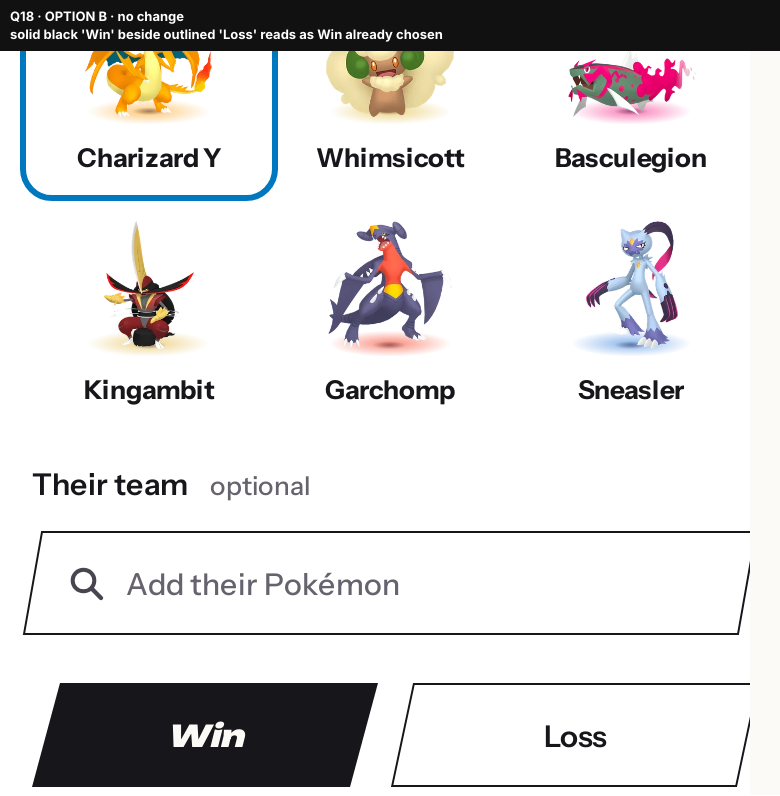 Q18 · OPTION B · no change
solid black 'Win' beside outlined 'Loss' reads as Win already chosen
Charizard Y
Whimsicott
Basculegion
Kingambit
Garchomp
Sneasler
Their team optional
Add their Pokémon
Win
Loss